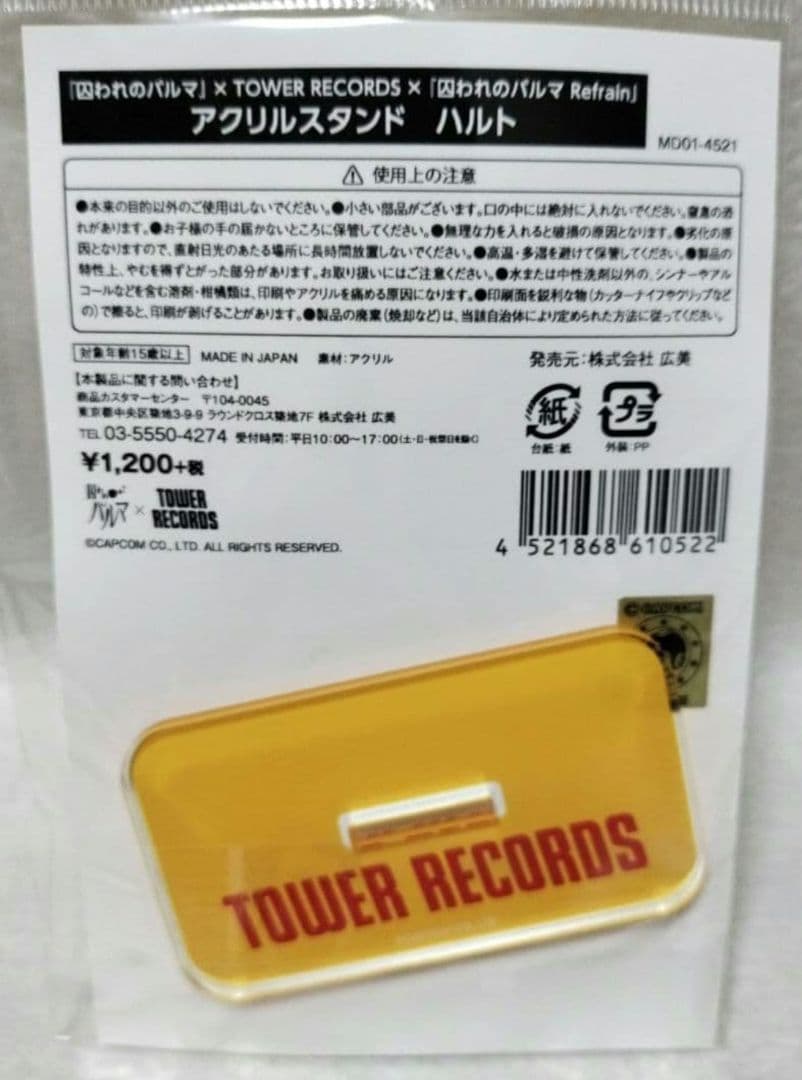 『囚われのパルマ』× TOWER RECORDS ×『囚われのパルマ Refrain』
アクリルスタンド ハルト
MD01-4521
⚠ 使用上の注意
●本来の目的以外のご使用はしないでください。●小さい部品がございます。口の中には絶対に入れないでください。窒息の恐
れがあります。●お子様の手の届かないところに保管してください。●無理な力を入れると破損の原因となります。●劣化の原
因となりますので、直射日光のあたる場所に長時間放置しないでください。●高温・多湿を避けて保管してください。●製品の
特性上、やむを得ずとがった部分があります。お取り扱いにはご注意ください。●水または中性洗剤以外の、シンナーやアル
コールなどを含む溶剤・柑橘類は、印刷やアクリルを痛める原因になります。●印刷面を鋭利な物(カッターナイフやクリップなど
の)で擦ると、印刷が剥げることがあります。●製品の廃棄(焼却など)は、当該自治体により定められた方法に従ってください。
対象年齢15歳以上 MADE IN JAPAN 素材:アクリル
発売元:株式会社 広美
【本製品に関する問い合わせ】
商品カスタマーセンター 〒104-0045
東京都中央区築地3-9-9 ラウンドクロス築地7F 株式会社 広美
TEL 03-5550-4274 受付時間:平日10:00〜17:00(土・日・祝祭日を除く)
紙 プラ
台紙:紙 外装:PP
¥1,200+税
囚われのパルマ × TOWER RECORDS
©CAPCOM CO., LTD. ALL RIGHTS RESERVED.
4 521868 610522
©CAPCOM
TOWER RECORDS